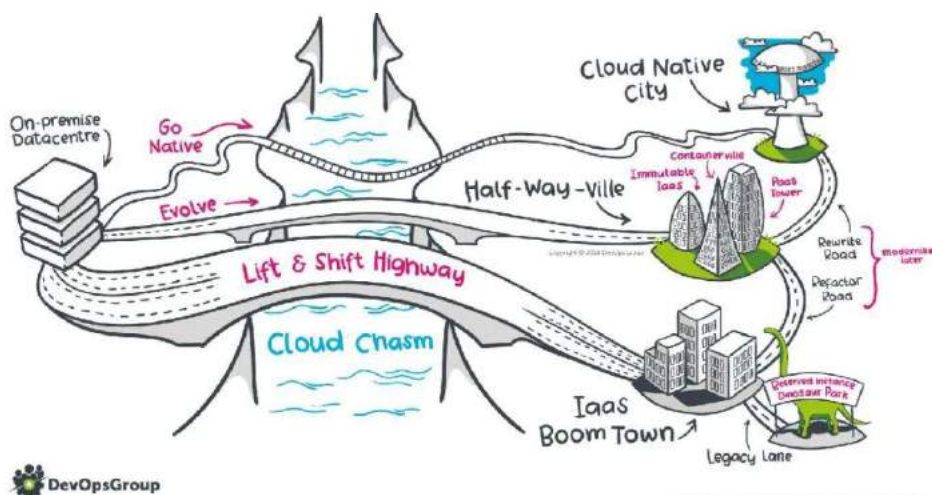 Cloud Native
City
On-premise
Datacentre
Go
Native
Containerville
Immutable
Iaas
Half-Way-Ville
Paas
Tower
Evolve
Rewrite
Road
Modernise
later
Refactor
Road
Lift & Shift Highway
Cloud Chasm
Reserved Instance
Dinosaur Park
Iaas
Boom Town
Legacy Lane
DevOpsGroup